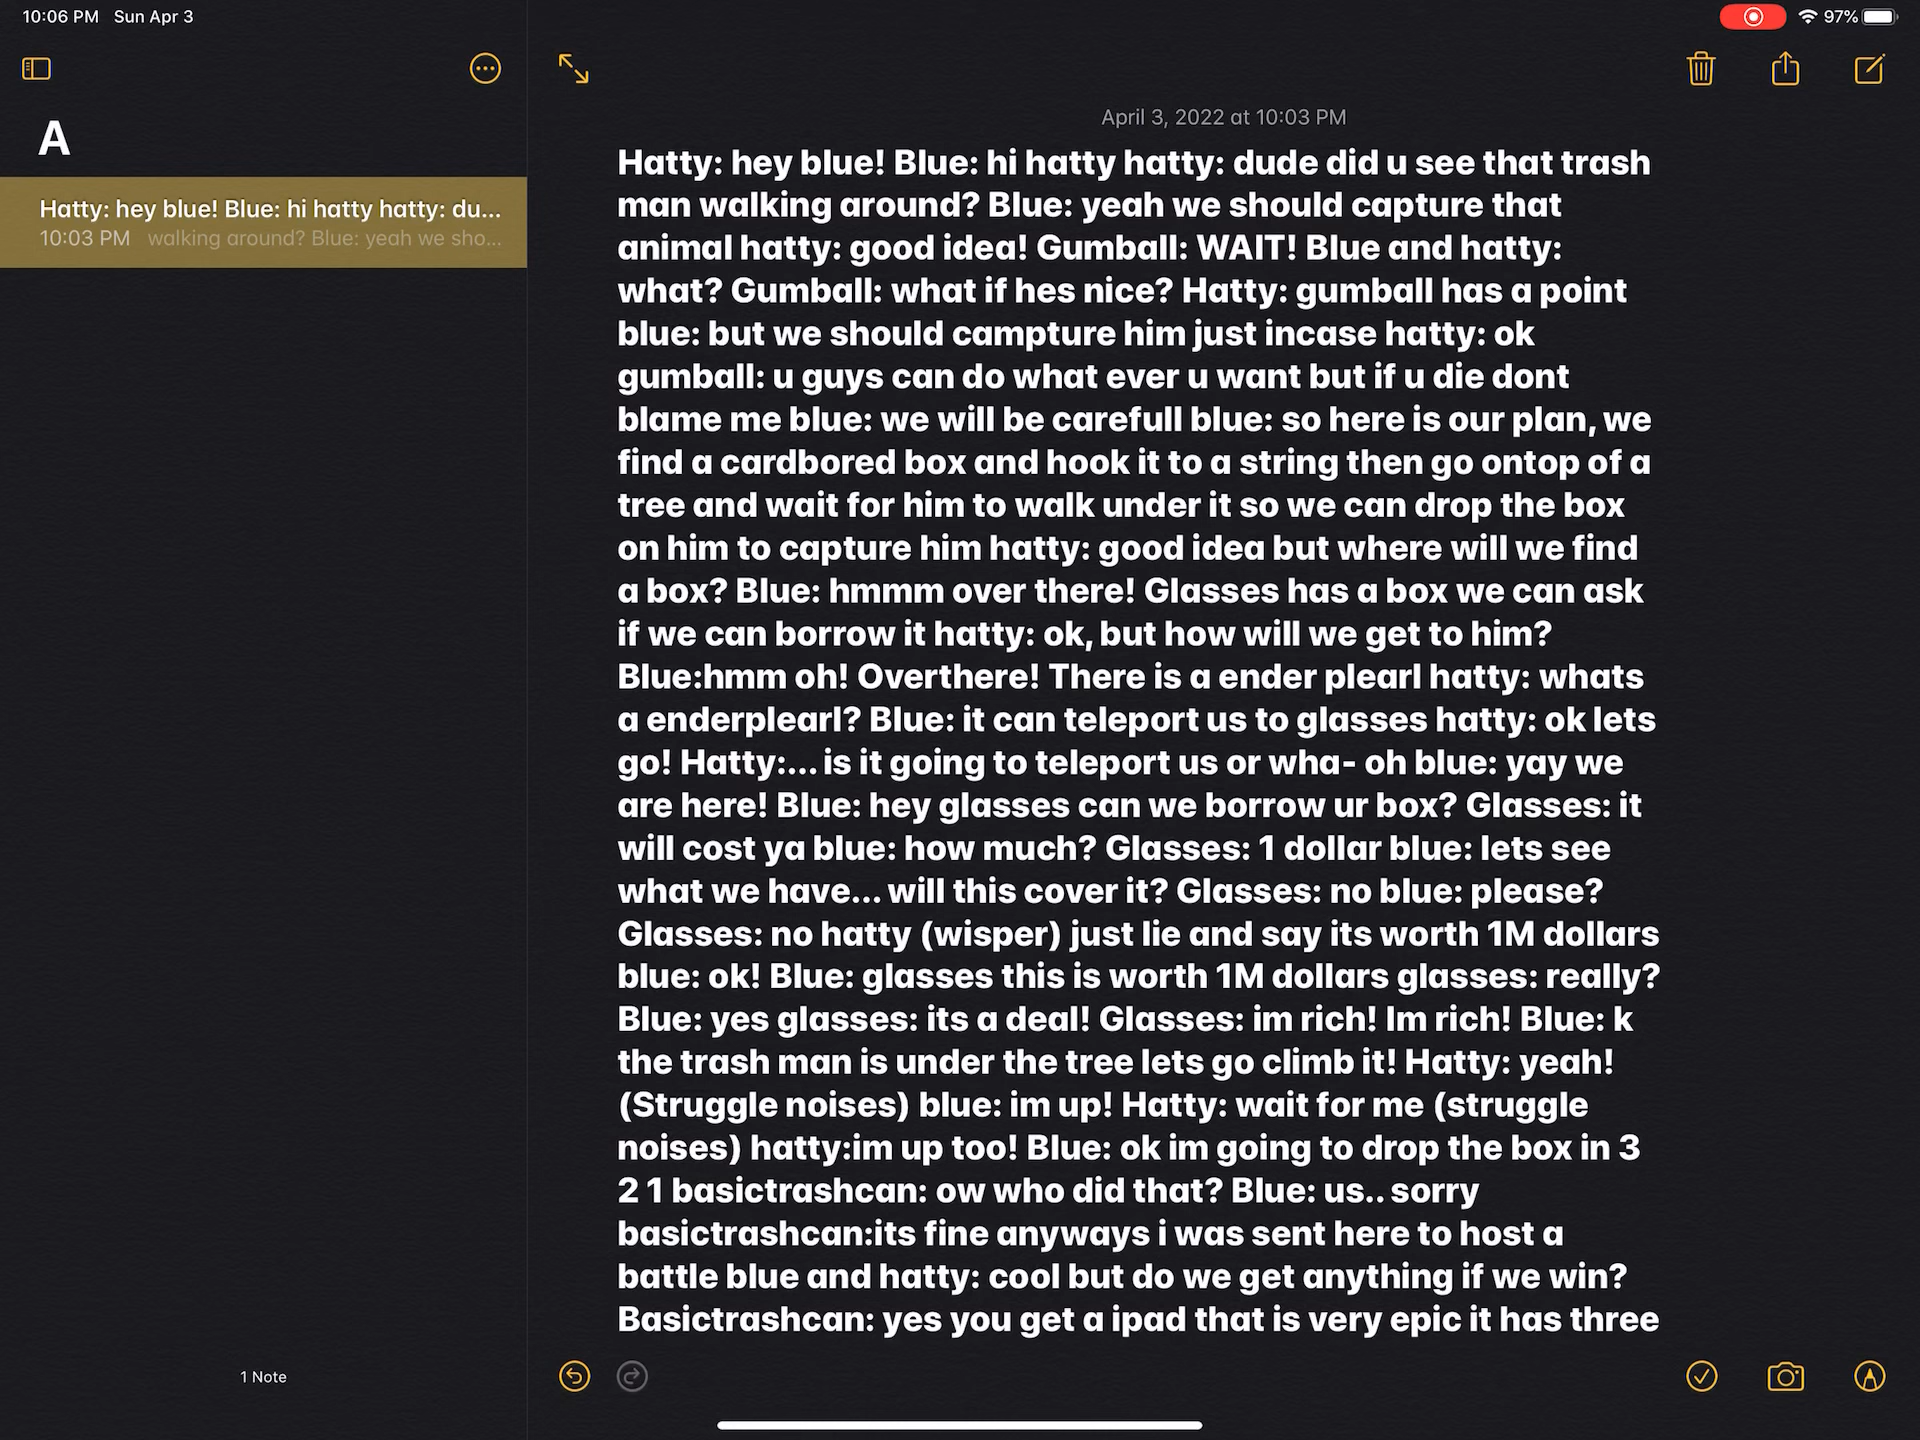 10:06 PM Sun Apr 3
97%
A
Hatty: hey blue! Blue: hi hatty hatty: du...
10:03 PM walking around? Blue: yeah we sho...
1 Note
April 3, 2022 at 10:03 PM
Hatty: hey blue! Blue: hi hatty hatty: dude did u see that trash
man walking around? Blue: yeah we should capture that
animal hatty: good idea! Gumball: WAIT! Blue and hatty:
what? Gumball: what if hes nice? Hatty: gumball has a point
blue: but we should campture him just incase hatty: ok
gumball: u guys can do what ever u want but if u die dont
blame me blue: we will be carefull blue: so here is our plan, we
find a cardbored box and hook it to a string then go ontop of a
tree and wait for him to walk under it so we can drop the box
on him to capture him hatty: good idea but where will we find
a box? Blue: hmmm over there! Glasses has a box we can ask
if we can borrow it hatty: ok, but how will we get to him?
Blue:hmm oh! Overthere! There is a ender plearl hatty: whats
a enderplearl? Blue: it can teleport us to glasses hatty: ok lets
go! Hatty:... is it going to teleport us or wha- oh blue: yay we
are here! Blue: hey glasses can we borrow ur box? Glasses: it
will cost ya blue: how much? Glasses: 1 dollar blue: lets see
what we have... will this cover it? Glasses: no blue: please?
Glasses: no hatty (wisper) just lie and say its worth 1M dollars
blue: ok! Blue: glasses this is worth 1M dollars glasses: really?
Blue: yes glasses: its a deal! Glasses: im rich! Im rich! Blue: k
the trash man is under the tree lets go climb it! Hatty: yeah!
(Struggle noises) blue: im up! Hatty: wait for me (struggle
noises) hatty:im up too! Blue: ok im going to drop the box in 3
2 1 basictrashcan: ow who did that? Blue: us.. sorry
basictrashcan:its fine anyways i was sent here to host a
battle blue and hatty: cool but do we get anything if we win?
Basictrashcan: yes you get a ipad that is very epic it has three